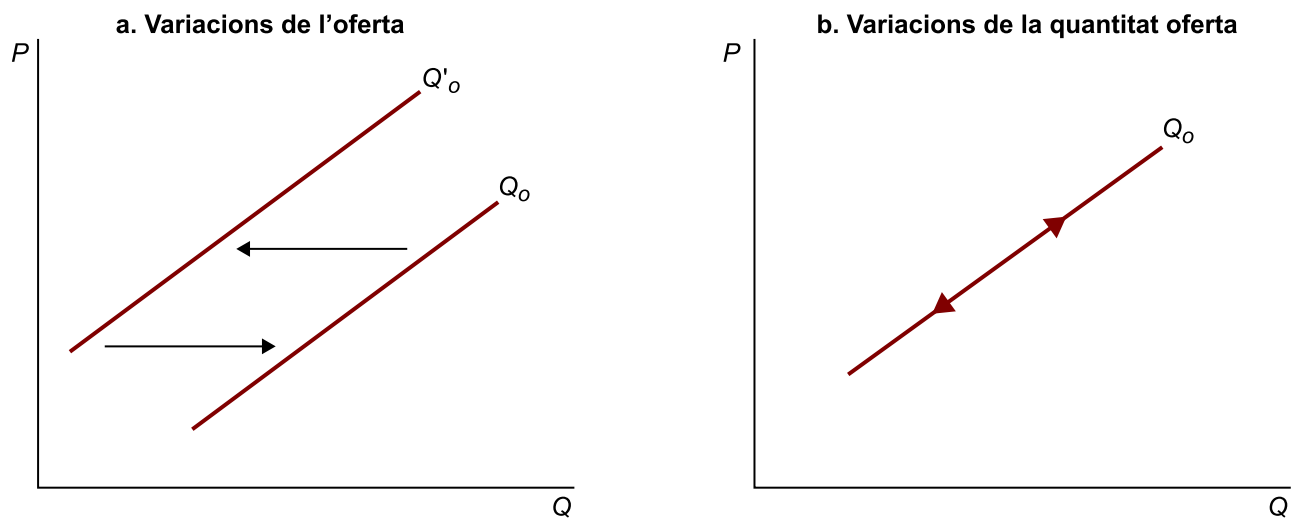 a. Variacions de l’oferta
P
Q'o
Qo
Q
b. Variacions de la quantitat oferta
P
Qo
Q